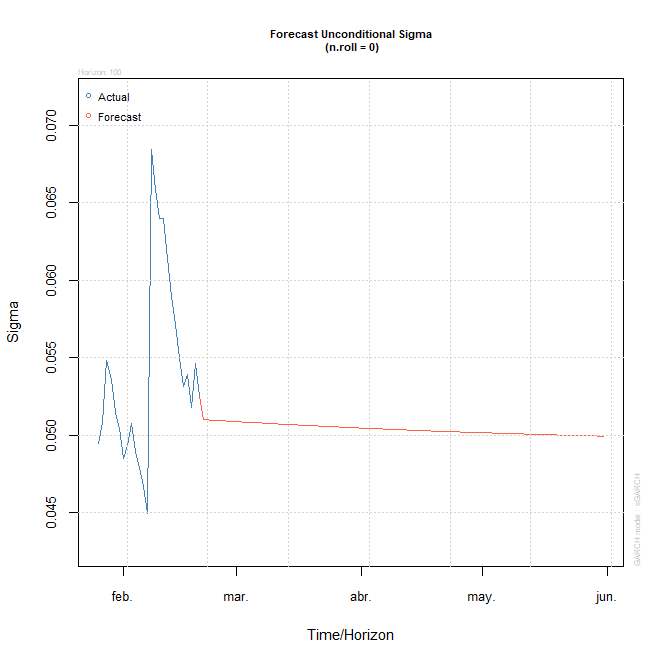 Forecast Unconditional Sigma
(n.roll = 0)
Horizon: 100
Actual
Forecast
0.070
0.065
0.060
0.055
0.050
0.045
Sigma
feb.
mar.
abr.
may.
jun.
Time/Horizon
GARCH model : sGARCH